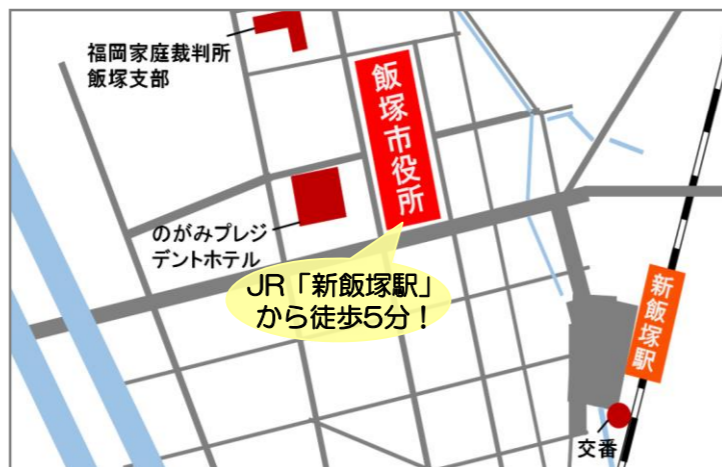 福岡家庭裁判所
飯塚支部
飯塚市役所
のがみプレジ
デントホテル
JR「新飯塚駅」
から徒歩5分！
新飯塚駅
交番